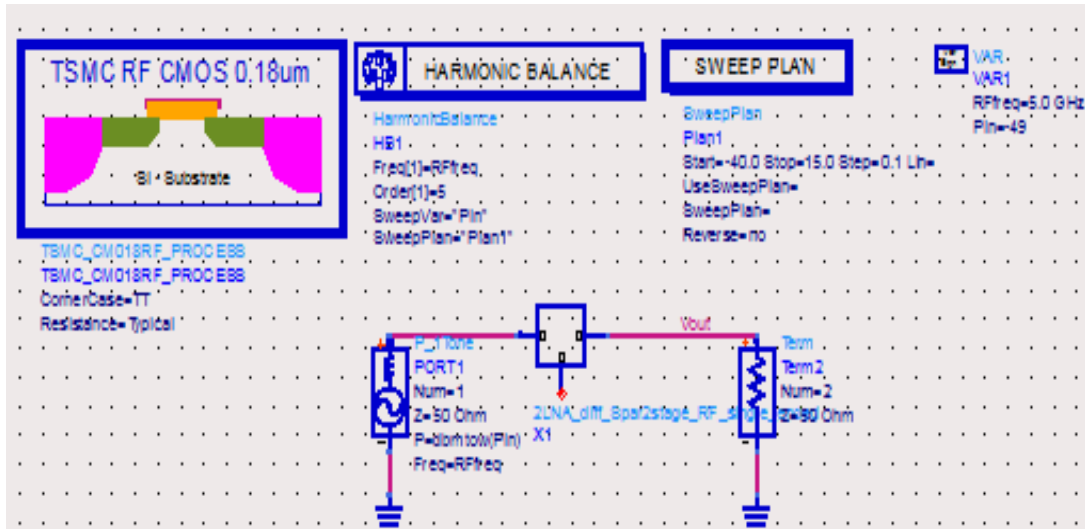 TSMC RF CMOS 0.18um
Si - Substrate
TSMC_CM018RF_PROCESS
TSMC_CM018RF_PROCESS
CornerCase=TT
Resistance= Typical
HARMONIC BALANCE
HarmonicBalance
HB1
Freq[1]=RFfreq
Order[1]=5
SweepVar="Pin"
SweepPlan="Plan1"
SWEEP PLAN
SweepPlan
Plan1
Start=-40.0 Stop=15.0 Step=0.1 Lin=
UseSweepPlan=
SweepPlan=
Reverse=no
VAR
VAR1
RFfreq=5.0 GHz
Pin=-49
P_1Tone
PORT1
Num=1
Z=50 Ohm
P=dbmtow(Pin)
Freq=RFfreq
X1
Vout
Term
Term2
Num=2
Z=50 Ohm